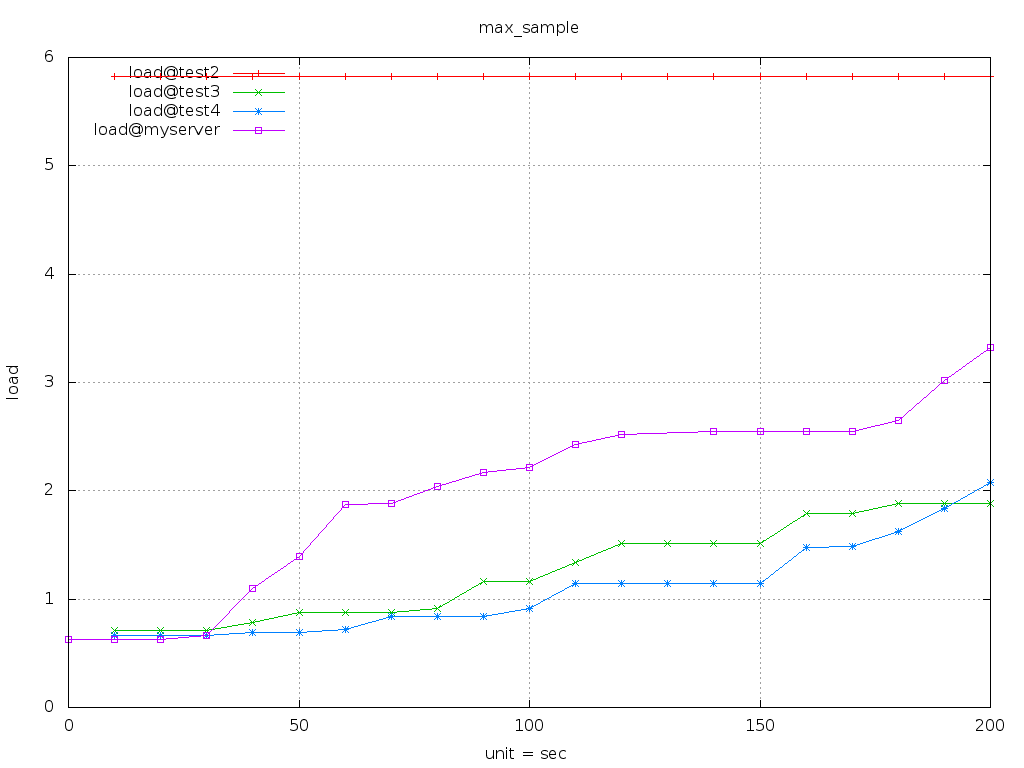 max_sample
load@test2
load@test3
load@test4
load@myserver
6
5
4
3
2
1
0
load
0 50 100 150 200
unit = sec